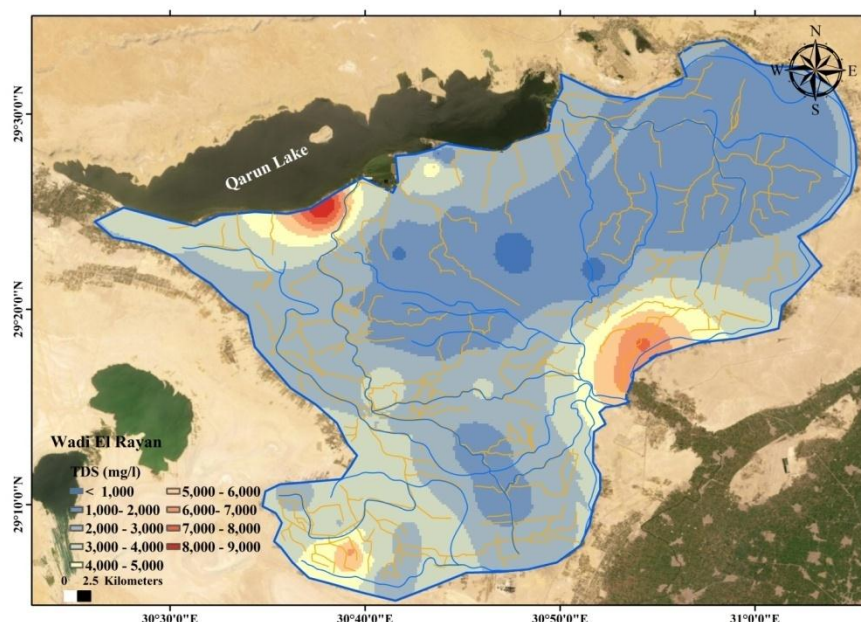 N
W E
S
29°30'0"N
Qarun Lake
29°20'0"N
Wadi El Rayan
TDS (mg/l)
< 1,000 5,000 - 6,000
1,000- 2,000 6,000 - 7,000
2,000 - 3,000 7,000 - 8,000
3,000 - 4,000 8,000 - 9,000
4,000 - 5,000
29°10'0"N
0 2.5 Kilometers
30°30'0"E 30°40'0"E 30°50'0"E 31°0'0"E